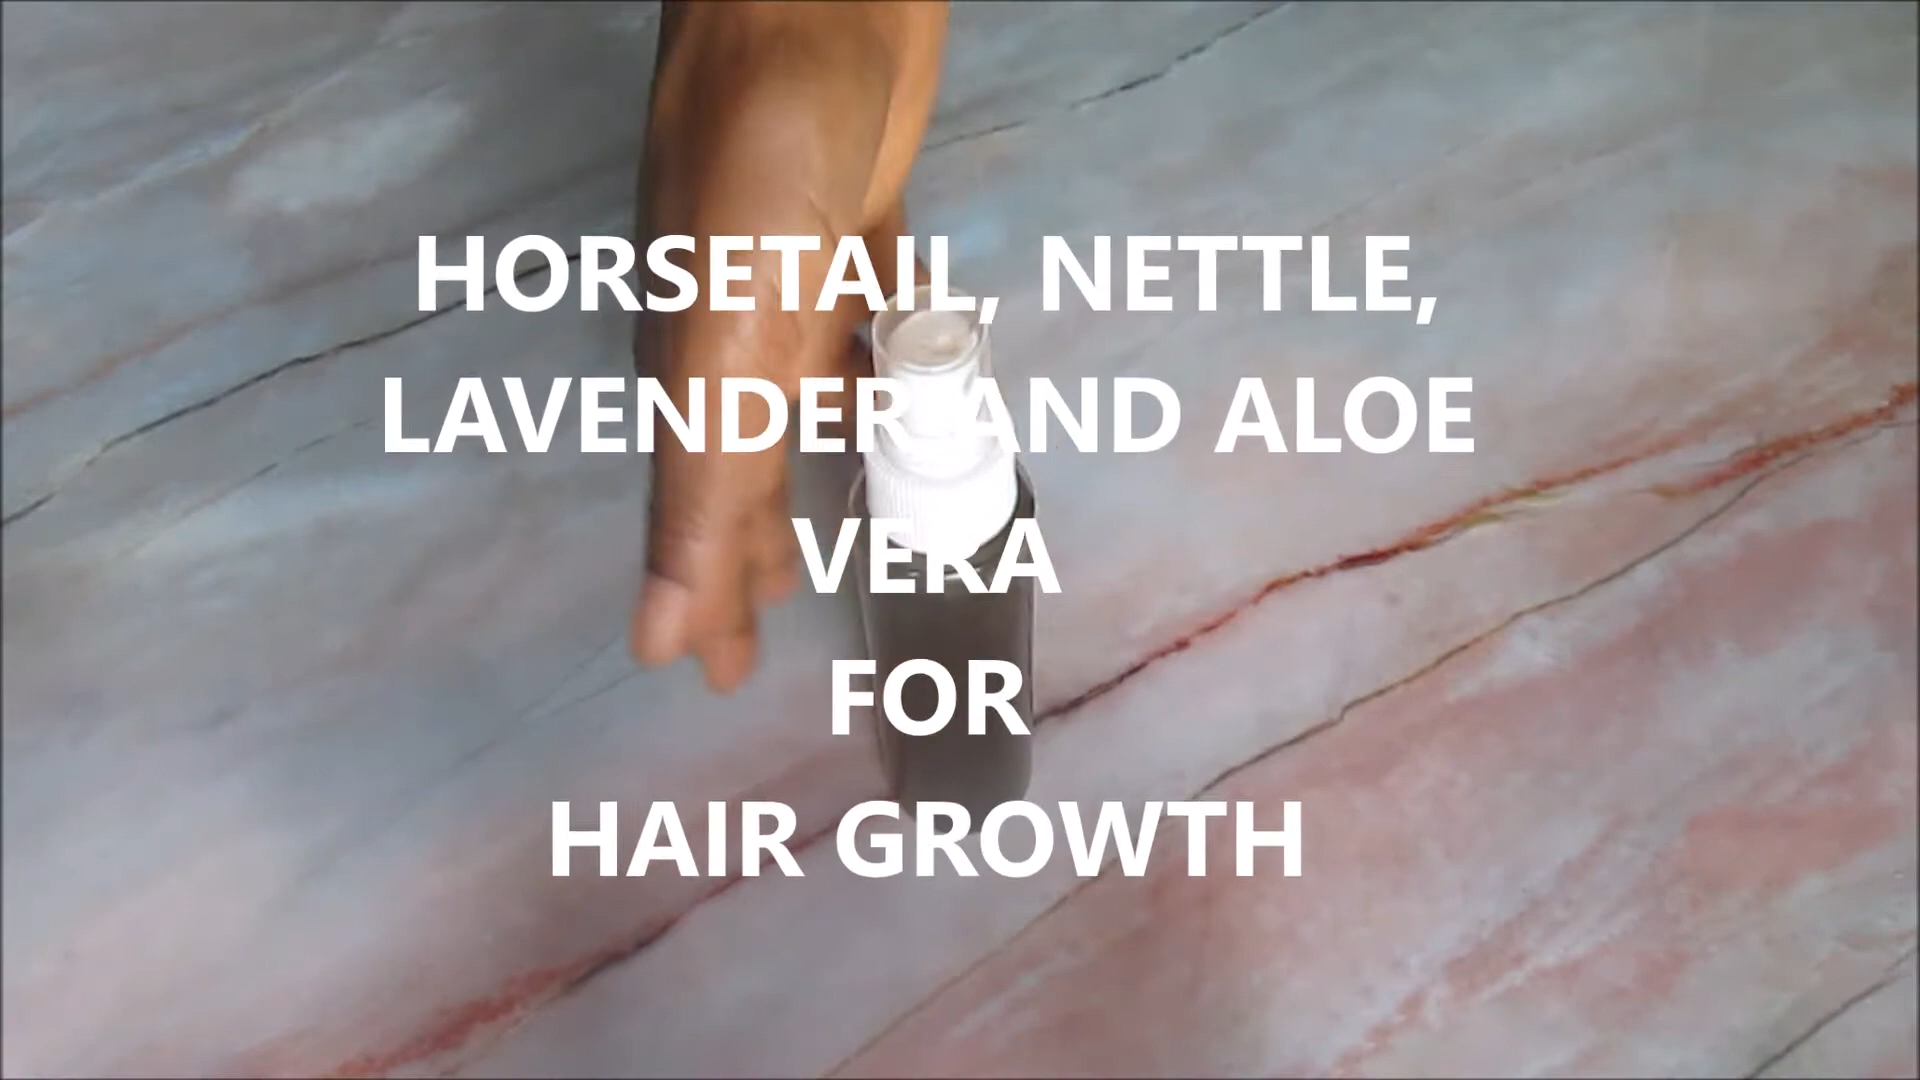 HORSETAIL, NETTLE,
LAVENDER AND ALOE
VERA
FOR
HAIR GROWTH